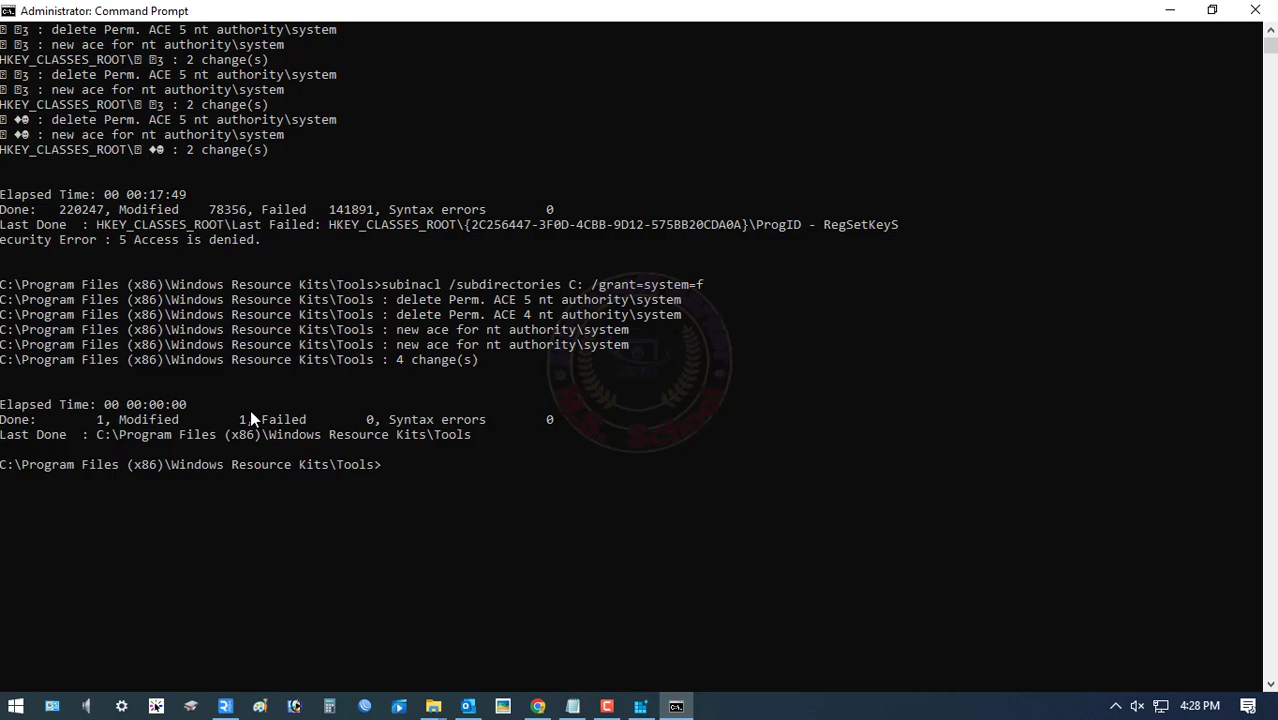 Administrator: Command Prompt
: delete Perm. ACE 5 nt authority\system
: new ace for nt authority\system
HKEY_CLASSES_ROOT\ : 2 change(s)
: delete Perm. ACE 5 nt authority\system
: new ace for nt authority\system
HKEY_CLASSES_ROOT\ : 2 change(s)
♦☻ : delete Perm. ACE 5 nt authority\system
♦☻ : new ace for nt authority\system
HKEY_CLASSES_ROOT\ ♦☻ : 2 change(s)
Elapsed Time: 00 00:17:49
Done:   220247, Modified    78356, Failed   141891, Syntax errors        0
Last Done  : HKEY_CLASSES_ROOT\Last Failed: HKEY_CLASSES_ROOT\{2C256447-3F0D-4CBB-9D12-575BB20CDA0A}\ProgID - RegSetKeyS
ecurity Error : 5 Access is denied.
C:\Program Files (x86)\Windows Resource Kits\Tools>subinacl /subdirectories C: /grant=system=f
C:\Program Files (x86)\Windows Resource Kits\Tools : delete Perm. ACE 5 nt authority\system
C:\Program Files (x86)\Windows Resource Kits\Tools : delete Perm. ACE 4 nt authority\system
C:\Program Files (x86)\Windows Resource Kits\Tools : new ace for nt authority\system
C:\Program Files (x86)\Windows Resource Kits\Tools : new ace for nt authority\system
C:\Program Files (x86)\Windows Resource Kits\Tools : 4 change(s)
Elapsed Time: 00 00:00:00
Done:        1, Modified        1, Failed        0, Syntax errors        0
Last Done  : C:\Program Files (x86)\Windows Resource Kits\Tools
C:\Program Files (x86)\Windows Resource Kits\Tools>
4:28 PM